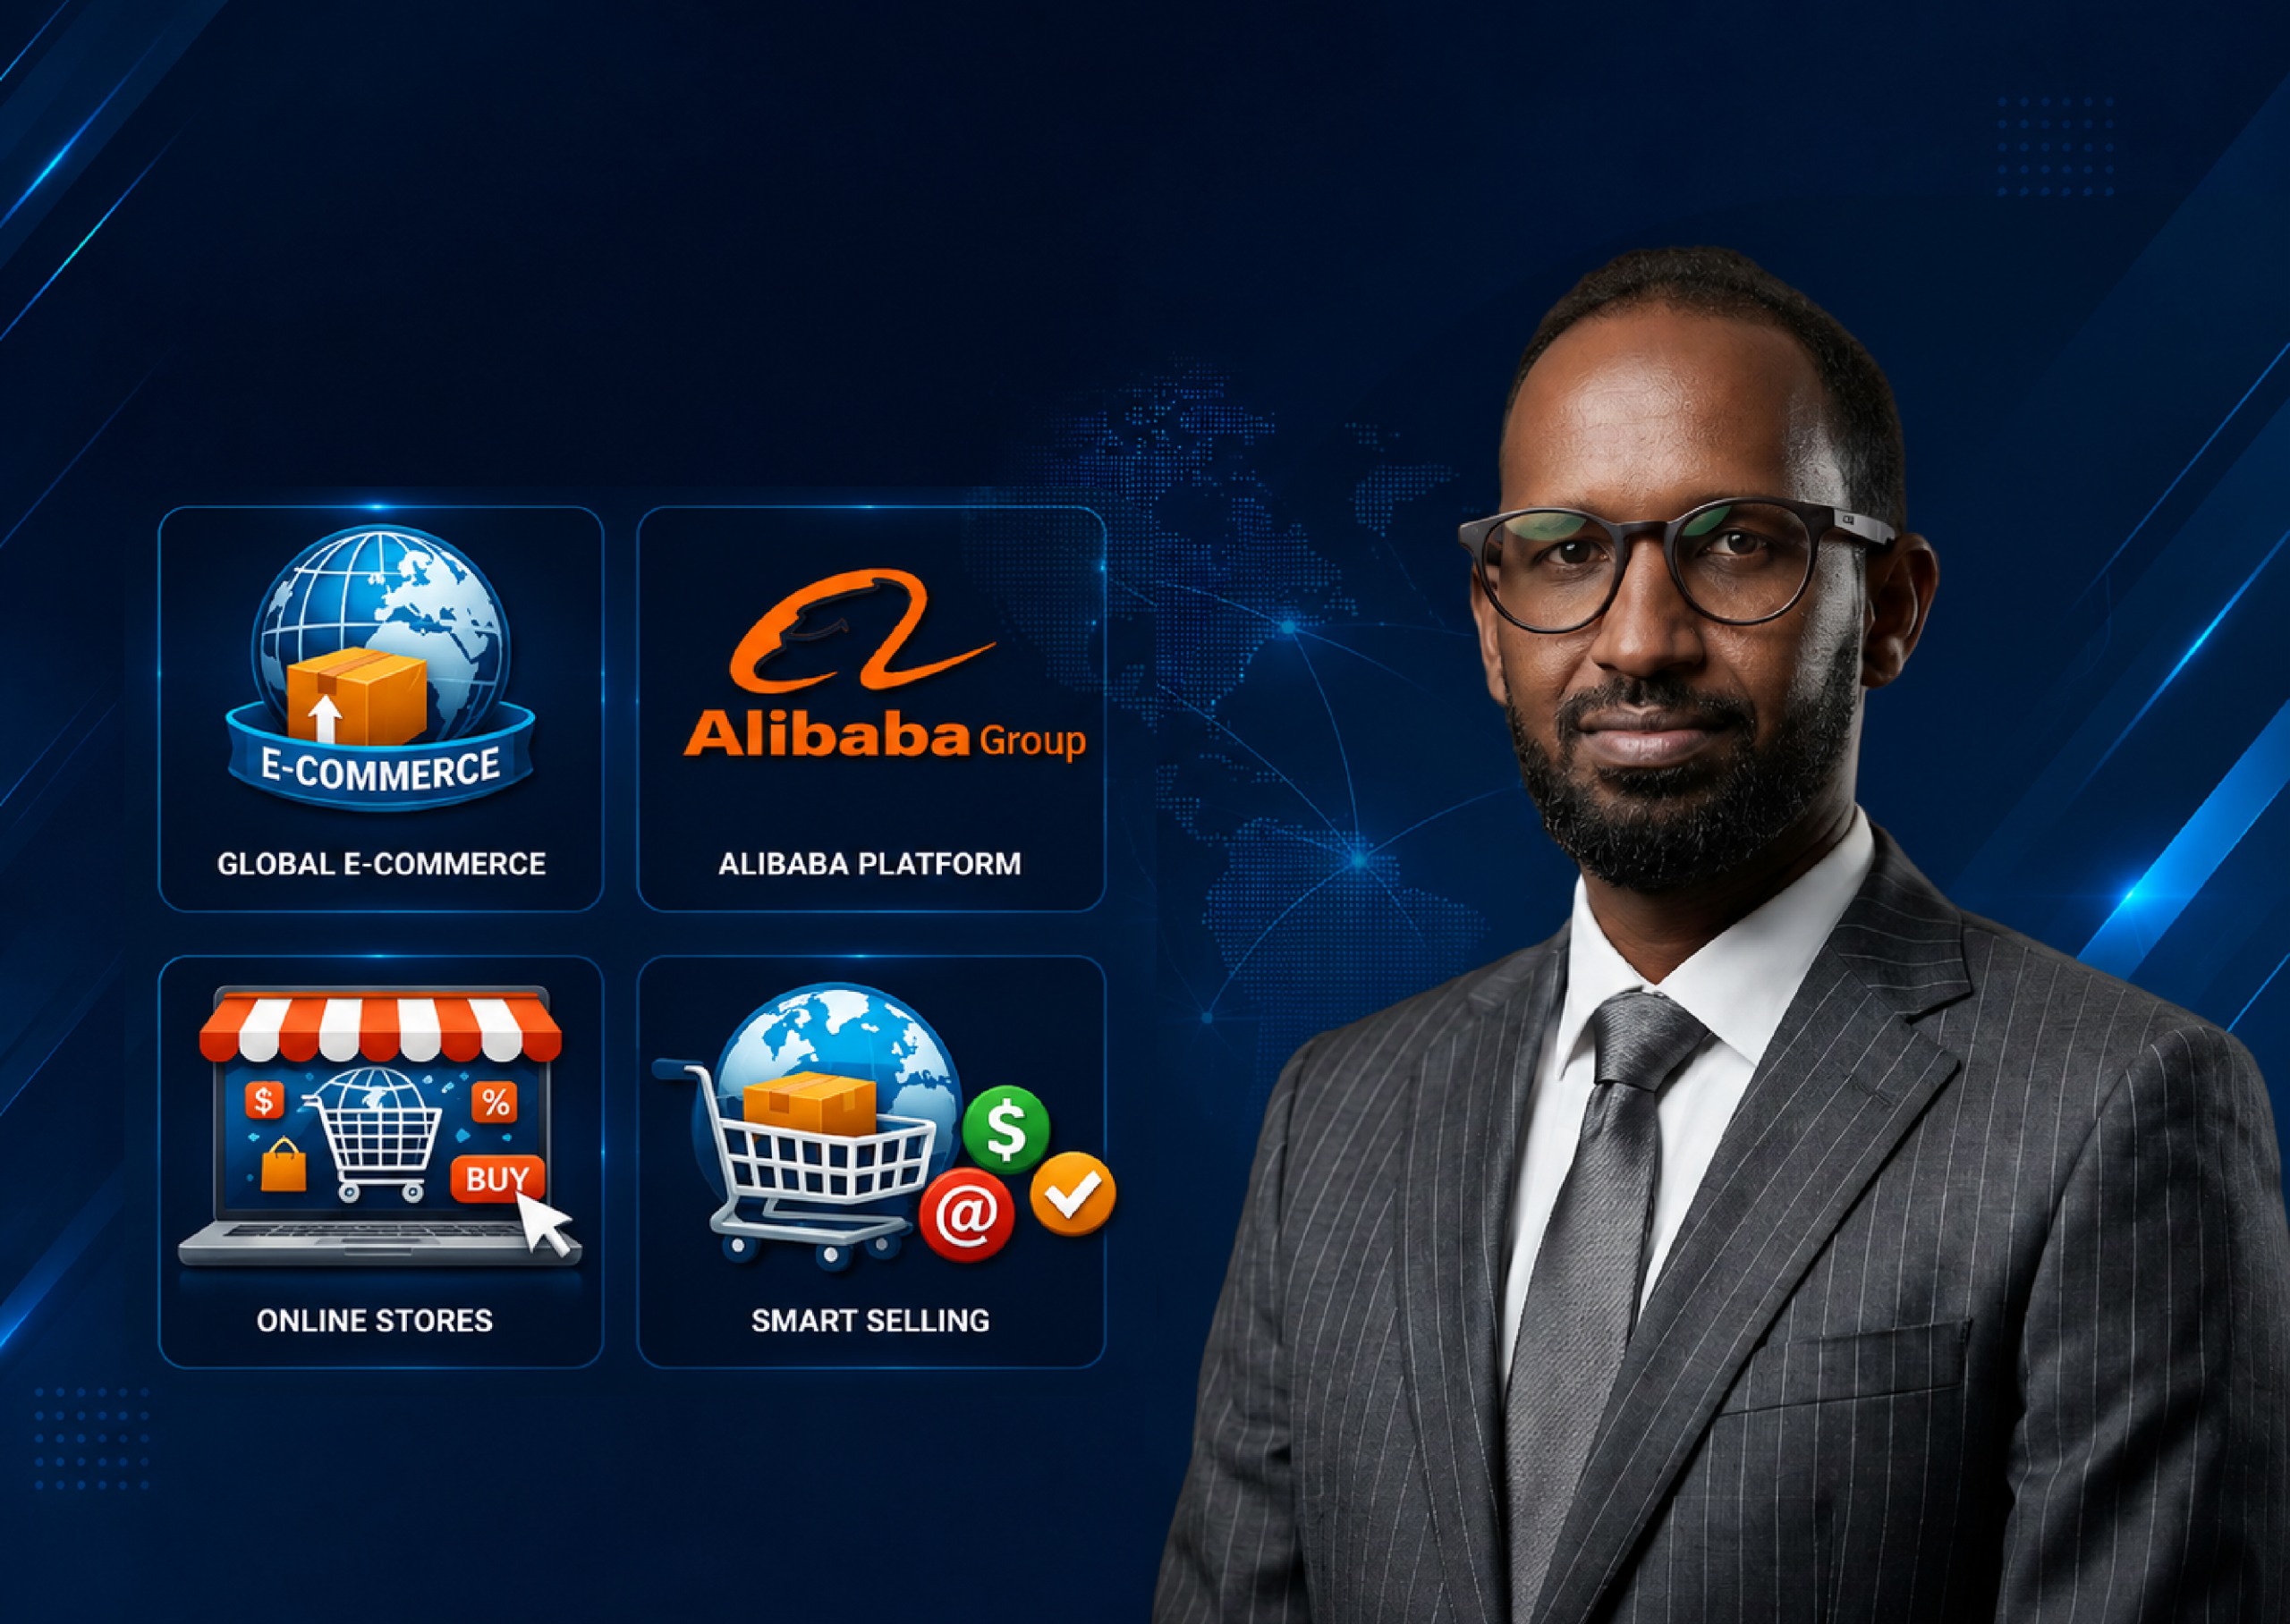 E-COMMERCE
GLOBAL E-COMMERCE
Alibaba Group
ALIBABA PLATFORM
$
%
BUY
ONLINE STORES
$
@
SMART SELLING